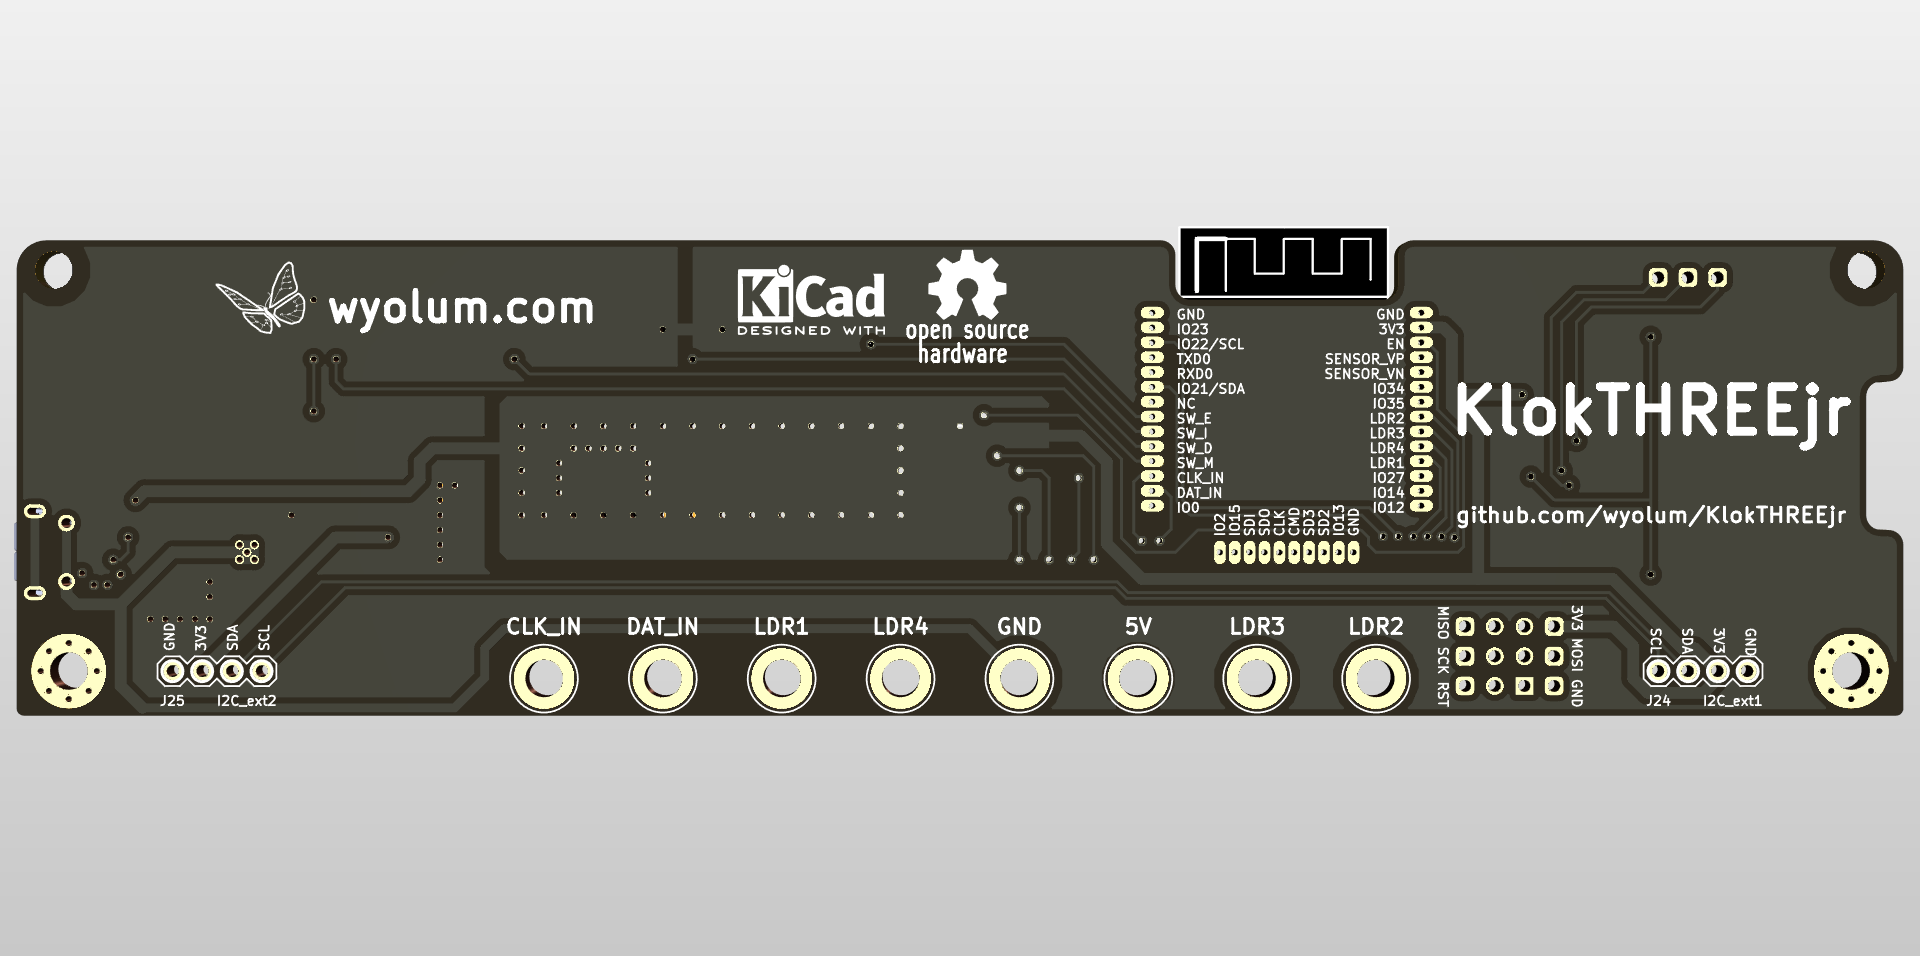 wyolum.com
KiCad
DESIGNED WITH
open source
hardware
GND
IO23
IO22/SCL
TXD0
RXD0
IO21/SDA
NC
SW_E
SW_I
SW_D
SW_M
CLK_IN
DAT_IN
IO0
GND
3V3
EN
SENSOR_VP
SENSOR_VN
IO34
IO35
LDR2
LDR3
LDR4
LDR1
IO27
IO14
IO12
IO2
IO15
SDI
SDO
CLK
CMD
SD3
SD2
IO13
GND
KlokTHREEjr
github.com/wyolum/KlokTHREEjr
GND
3V3
SDA
SCL
J25 I2C_ext2
CLK_IN DAT_IN LDR1 LDR4 GND 5V LDR3 LDR2
MISO SCK RST
3V3 MOSI GND
SCL
SDA
3V3
GND
J24 I2C_ext1